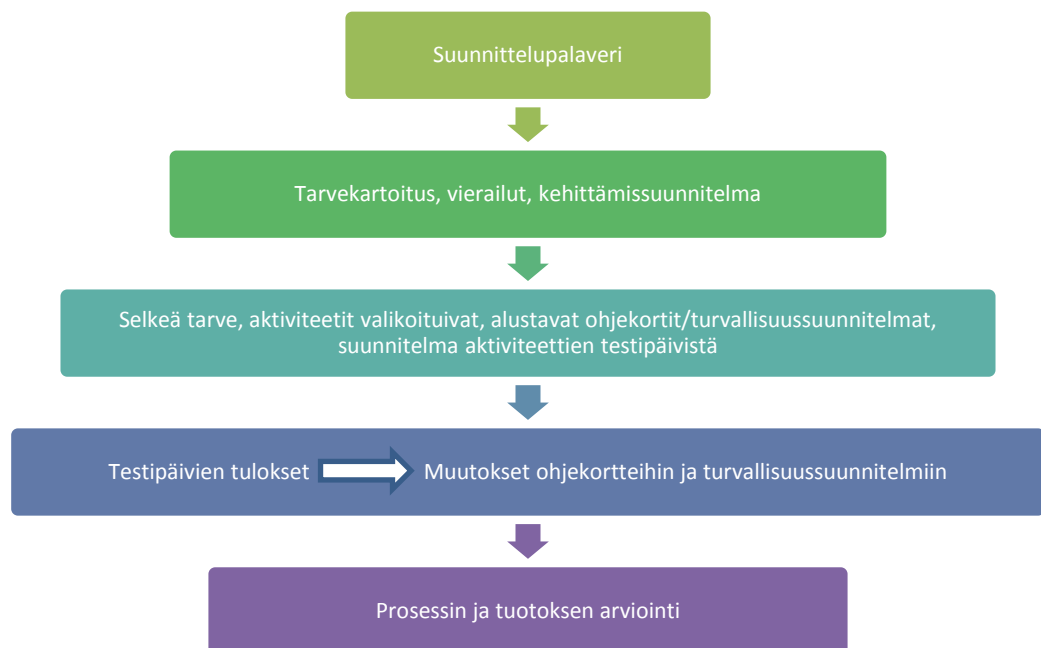 Suunnittelupalaveri
Tarvekartoitus, vierailut, kehittämissuunnitelma
Selkeä tarve, aktiviteetit valikoituivat, alustavat ohjekortit/turvallisuussuunnitelmat,
suunnitelma aktiviteettien testipäivistä
Testipäivien tulokset Muutokset ohjekortteihin ja turvallisuussuunnitelmiin
Prosessin ja tuotoksen arviointi